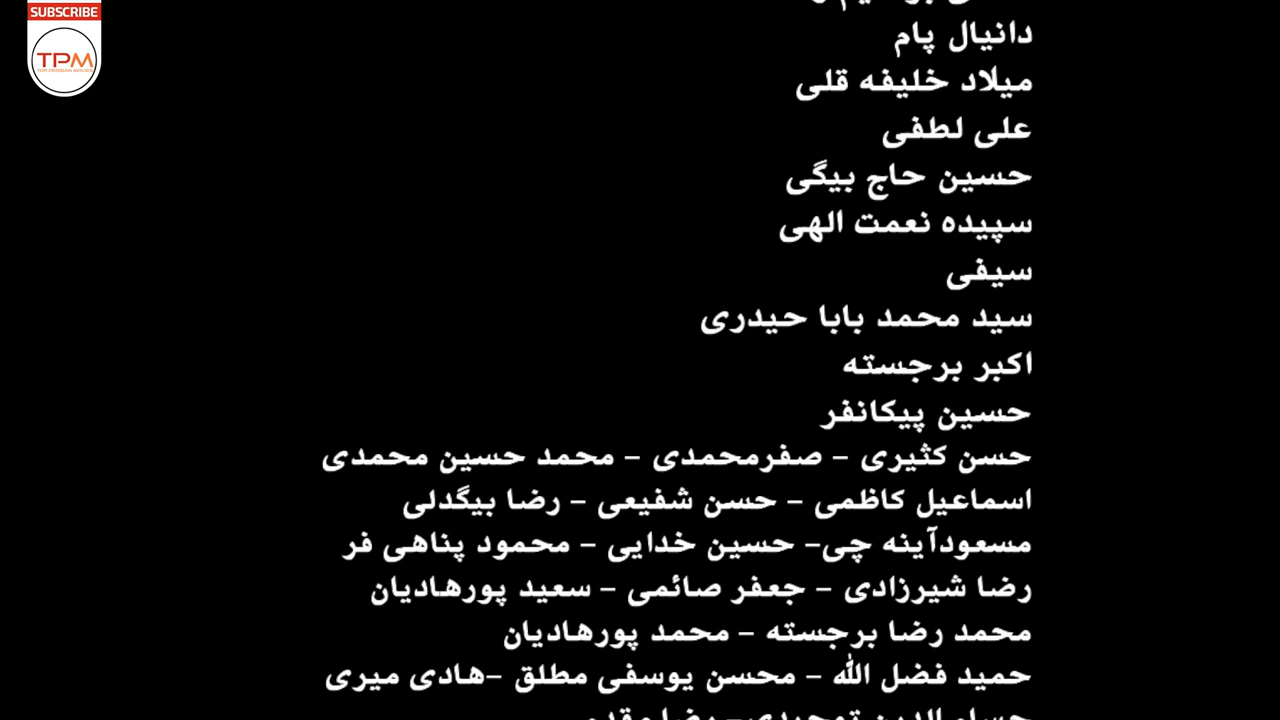 SUBSCRIBE
TPM
TOP PERSIAN MOVIES
دانیال پام
میلاد خلیفه قلی
علی لطفی
حسین حاج بیگی
سپیده نعمت الهی
سیفی
سید محمد بابا حیدری
اکبر برجسته
حسین پیکانفر
حسن کثیری – صفرمحمدی – محمد حسین محمدی
اسماعیل کاظمی – حسن شفیعی – رضا بیگدلی
مسعودآینه چی– حسین خدایی – محمود پناهی فر
رضا شیرزادی – جعفر صائمی – سعید پورهادیان
محمد رضا برجسته – محمد پورهادیان
حمید فضل الله – محسن یوسفی مطلق –هادی میری